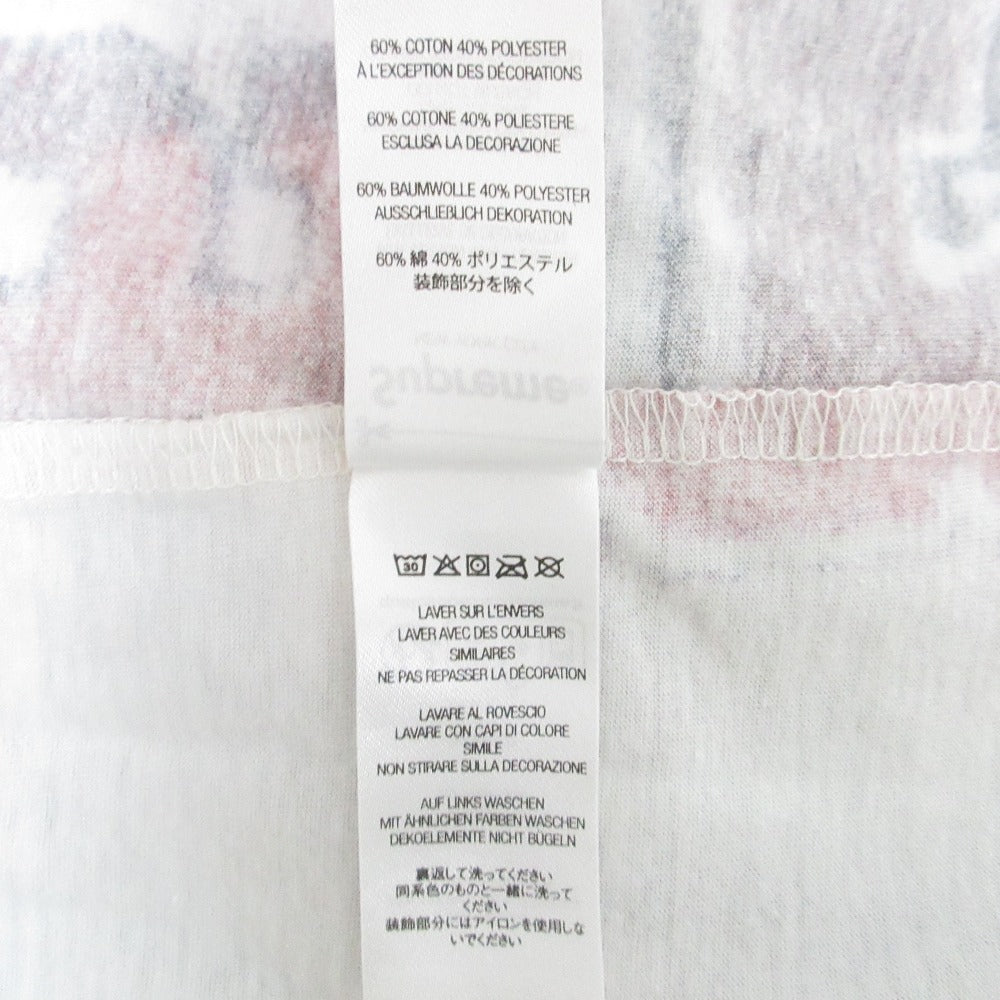 60% COTON 40% POLYESTER
À L'EXCEPTION DES DÉCORATIONS
60% COTONE 40% POLIESTERE
ESCLUSA LA DECORAZIONE
60% BAUMWOLLE 40% POLYESTER
AUSSCHLIEßLICH DEKORATION
60% 綿 40% ポリエステル
装飾部分を除く
Supreme
30
LAVER SUR L'ENVERS
LAVER AVEC DES COULEURS
SIMILAIRES
NE PAS REPASSER LA DÉCORATION
LAVARE AL ROVESCIO
LAVARE CON CAPI DI COLORE
SIMILE
NON STIRARE SULLA DECORAZIONE
AUF LINKS WASCHEN
MIT ÄHNLICHEN FARBEN WASCHEN
DEKOELEMENTE NICHT BÜGELN
裏返して洗ってください
同系色のものと一緒に洗って
ください
装飾部分にはアイロンを使用しな
いでください